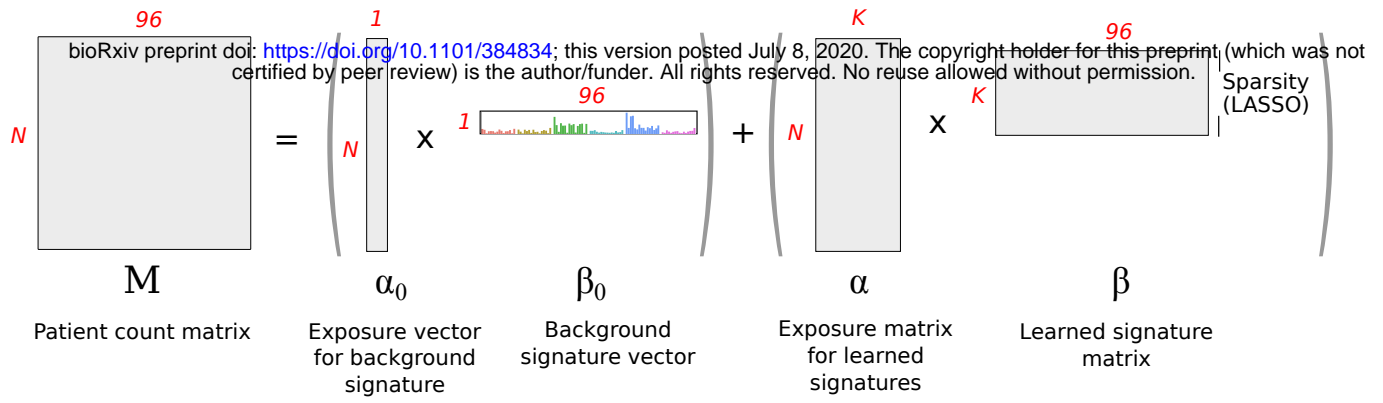 96
1
K
bioRxiv preprint doi: https://doi.org/10.1101/384834; this version posted July 8, 2020. The copyright holder for this preprint (which was not
certified by peer review) is the author/funder. All rights reserved. No reuse allowed without permission.
96
Sparsity
(LASSO)
96
K
1
N
=
N
x
+
N
x
M
α0
β0
α
β
Patient count matrix
Exposure vector
for background
signature
Background
signature vector
Exposure matrix
for learned
signatures
Learned signature
matrix